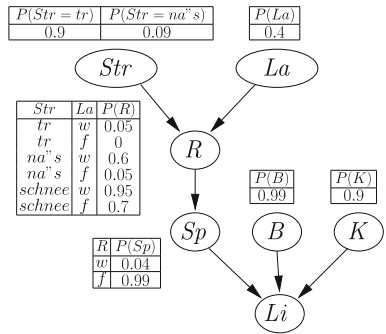 P(Str = tr) P(Str = na"s)
0.9 0.09
P(La)
0.4
Str
La
Str La P(R)
tr w 0.05
tr f 0
na"s w 0.6
na"s f 0.05
schnee w 0.95
schnee f 0.7
R
P(B)
0.99
P(K)
0.9
Sp
B
K
R P(Sp)
w 0.04
f 0.99
Li